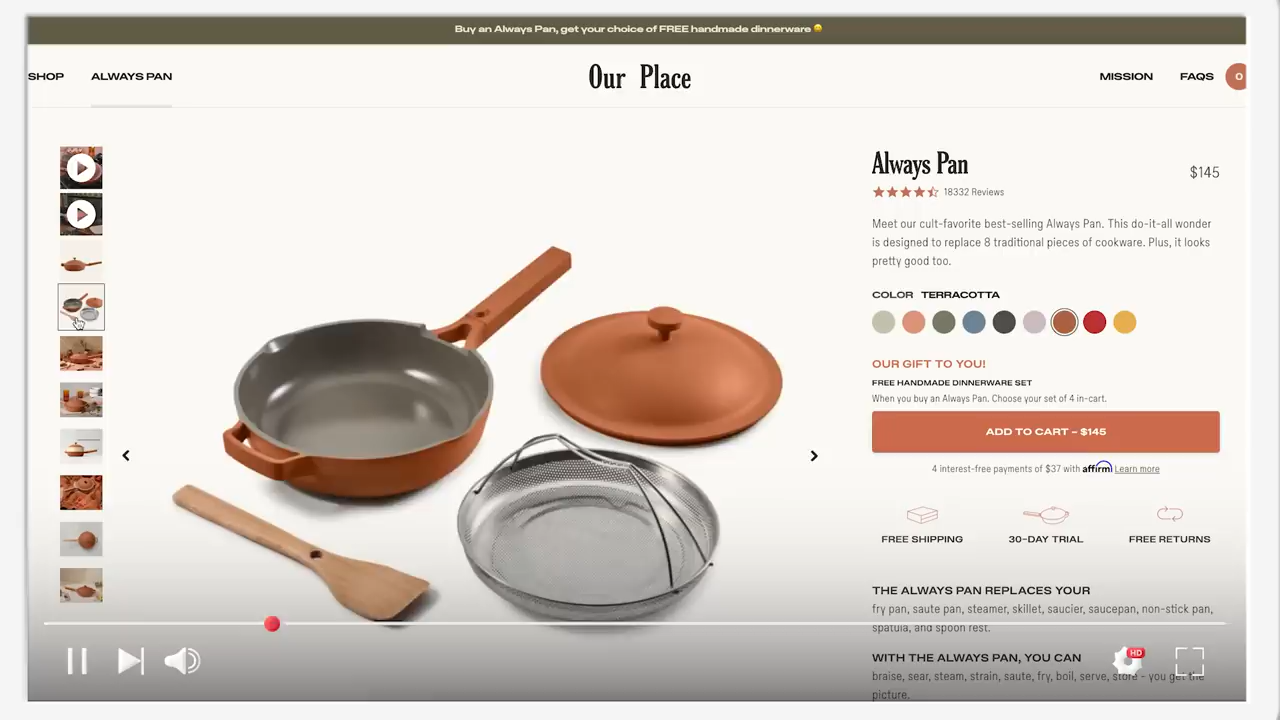 Buy an Always Pan, get your choice of FREE handmade dinnerware 😀
SHOP
ALWAYS PAN
Our Place
MISSION
FAQS
0
Always Pan
$145
18332 Reviews
Meet our cult-favorite best-selling Always Pan. This do-it-all wonder
is designed to replace 8 traditional pieces of cookware. Plus, it looks
pretty good too.
COLOR TERRACOTTA
OUR GIFT TO YOU!
FREE HANDMADE DINNERWARE SET
When you buy an Always Pan. Choose your set of 4 in-cart.
ADD TO CART – $145
4 interest-free payments of $37 with affirm Learn more
FREE SHIPPING
30-DAY TRIAL
FREE RETURNS
THE ALWAYS PAN REPLACES YOUR
fry pan, saute pan, steamer, skillet, saucier, saucepan, non-stick pan,
spatula, and spoon rest.
WITH THE ALWAYS PAN, YOU CAN
HD
braise, sear, steam, strain, saute, fry, boil, serve, store - you get the
picture.